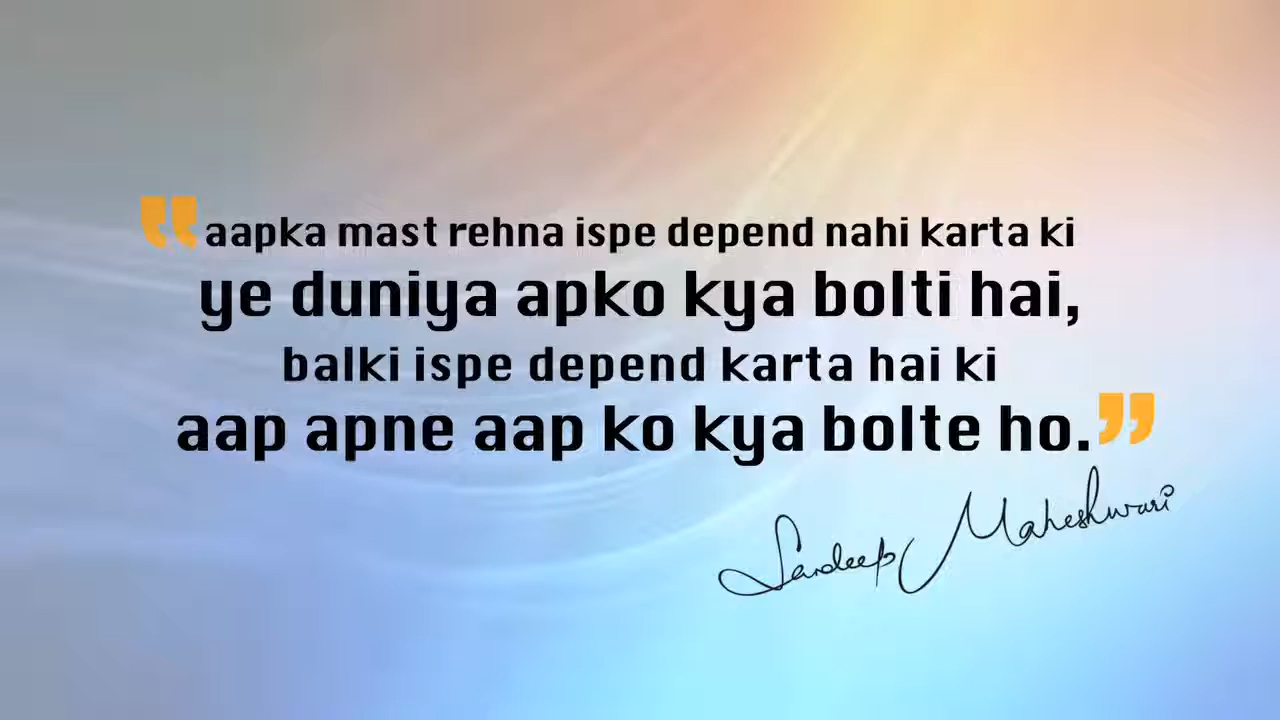 “aapka mast rehna ispe depend nahi karta ki
ye duniya apko kya bolti hai,
balki ispe depend karta hai ki
aap apne aap ko kya bolte ho.”
Sandeep Maheshwari